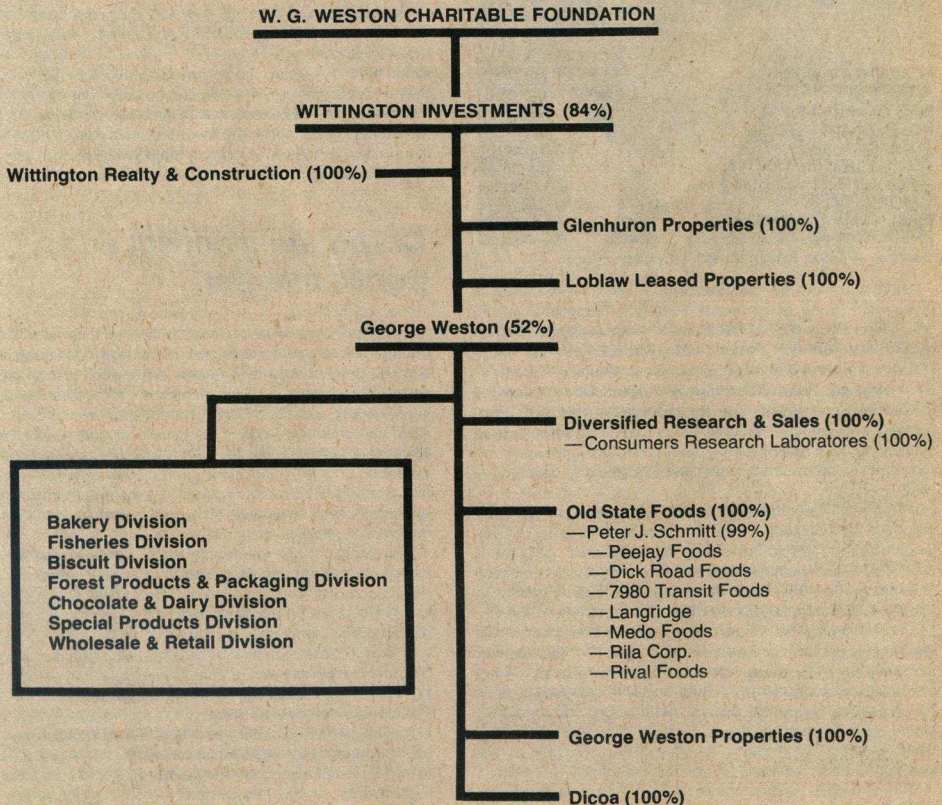 W. G. WESTON CHARITABLE FOUNDATION
WITTINGTON INVESTMENTS (84%)
Wittington Realty & Construction (100%)
Glenhuron Properties (100%)
Loblaw Leased Properties (100%)
George Weston (52%)
Diversified Research & Sales (100%)
—Consumers Research Laboratores (100%)
Bakery Division
Fisheries Division
Biscuit Division
Forest Products & Packaging Division
Chocolate & Dairy Division
Special Products Division
Wholesale & Retail Division
Old State Foods (100%)
—Peter J. Schmitt (99%)
—Peejay Foods
—Dick Road Foods
—7980 Transit Foods
—Langridge
—Medo Foods
—Rila Corp.
—Rival Foods
George Weston Properties (100%)
Dicoa (100%)